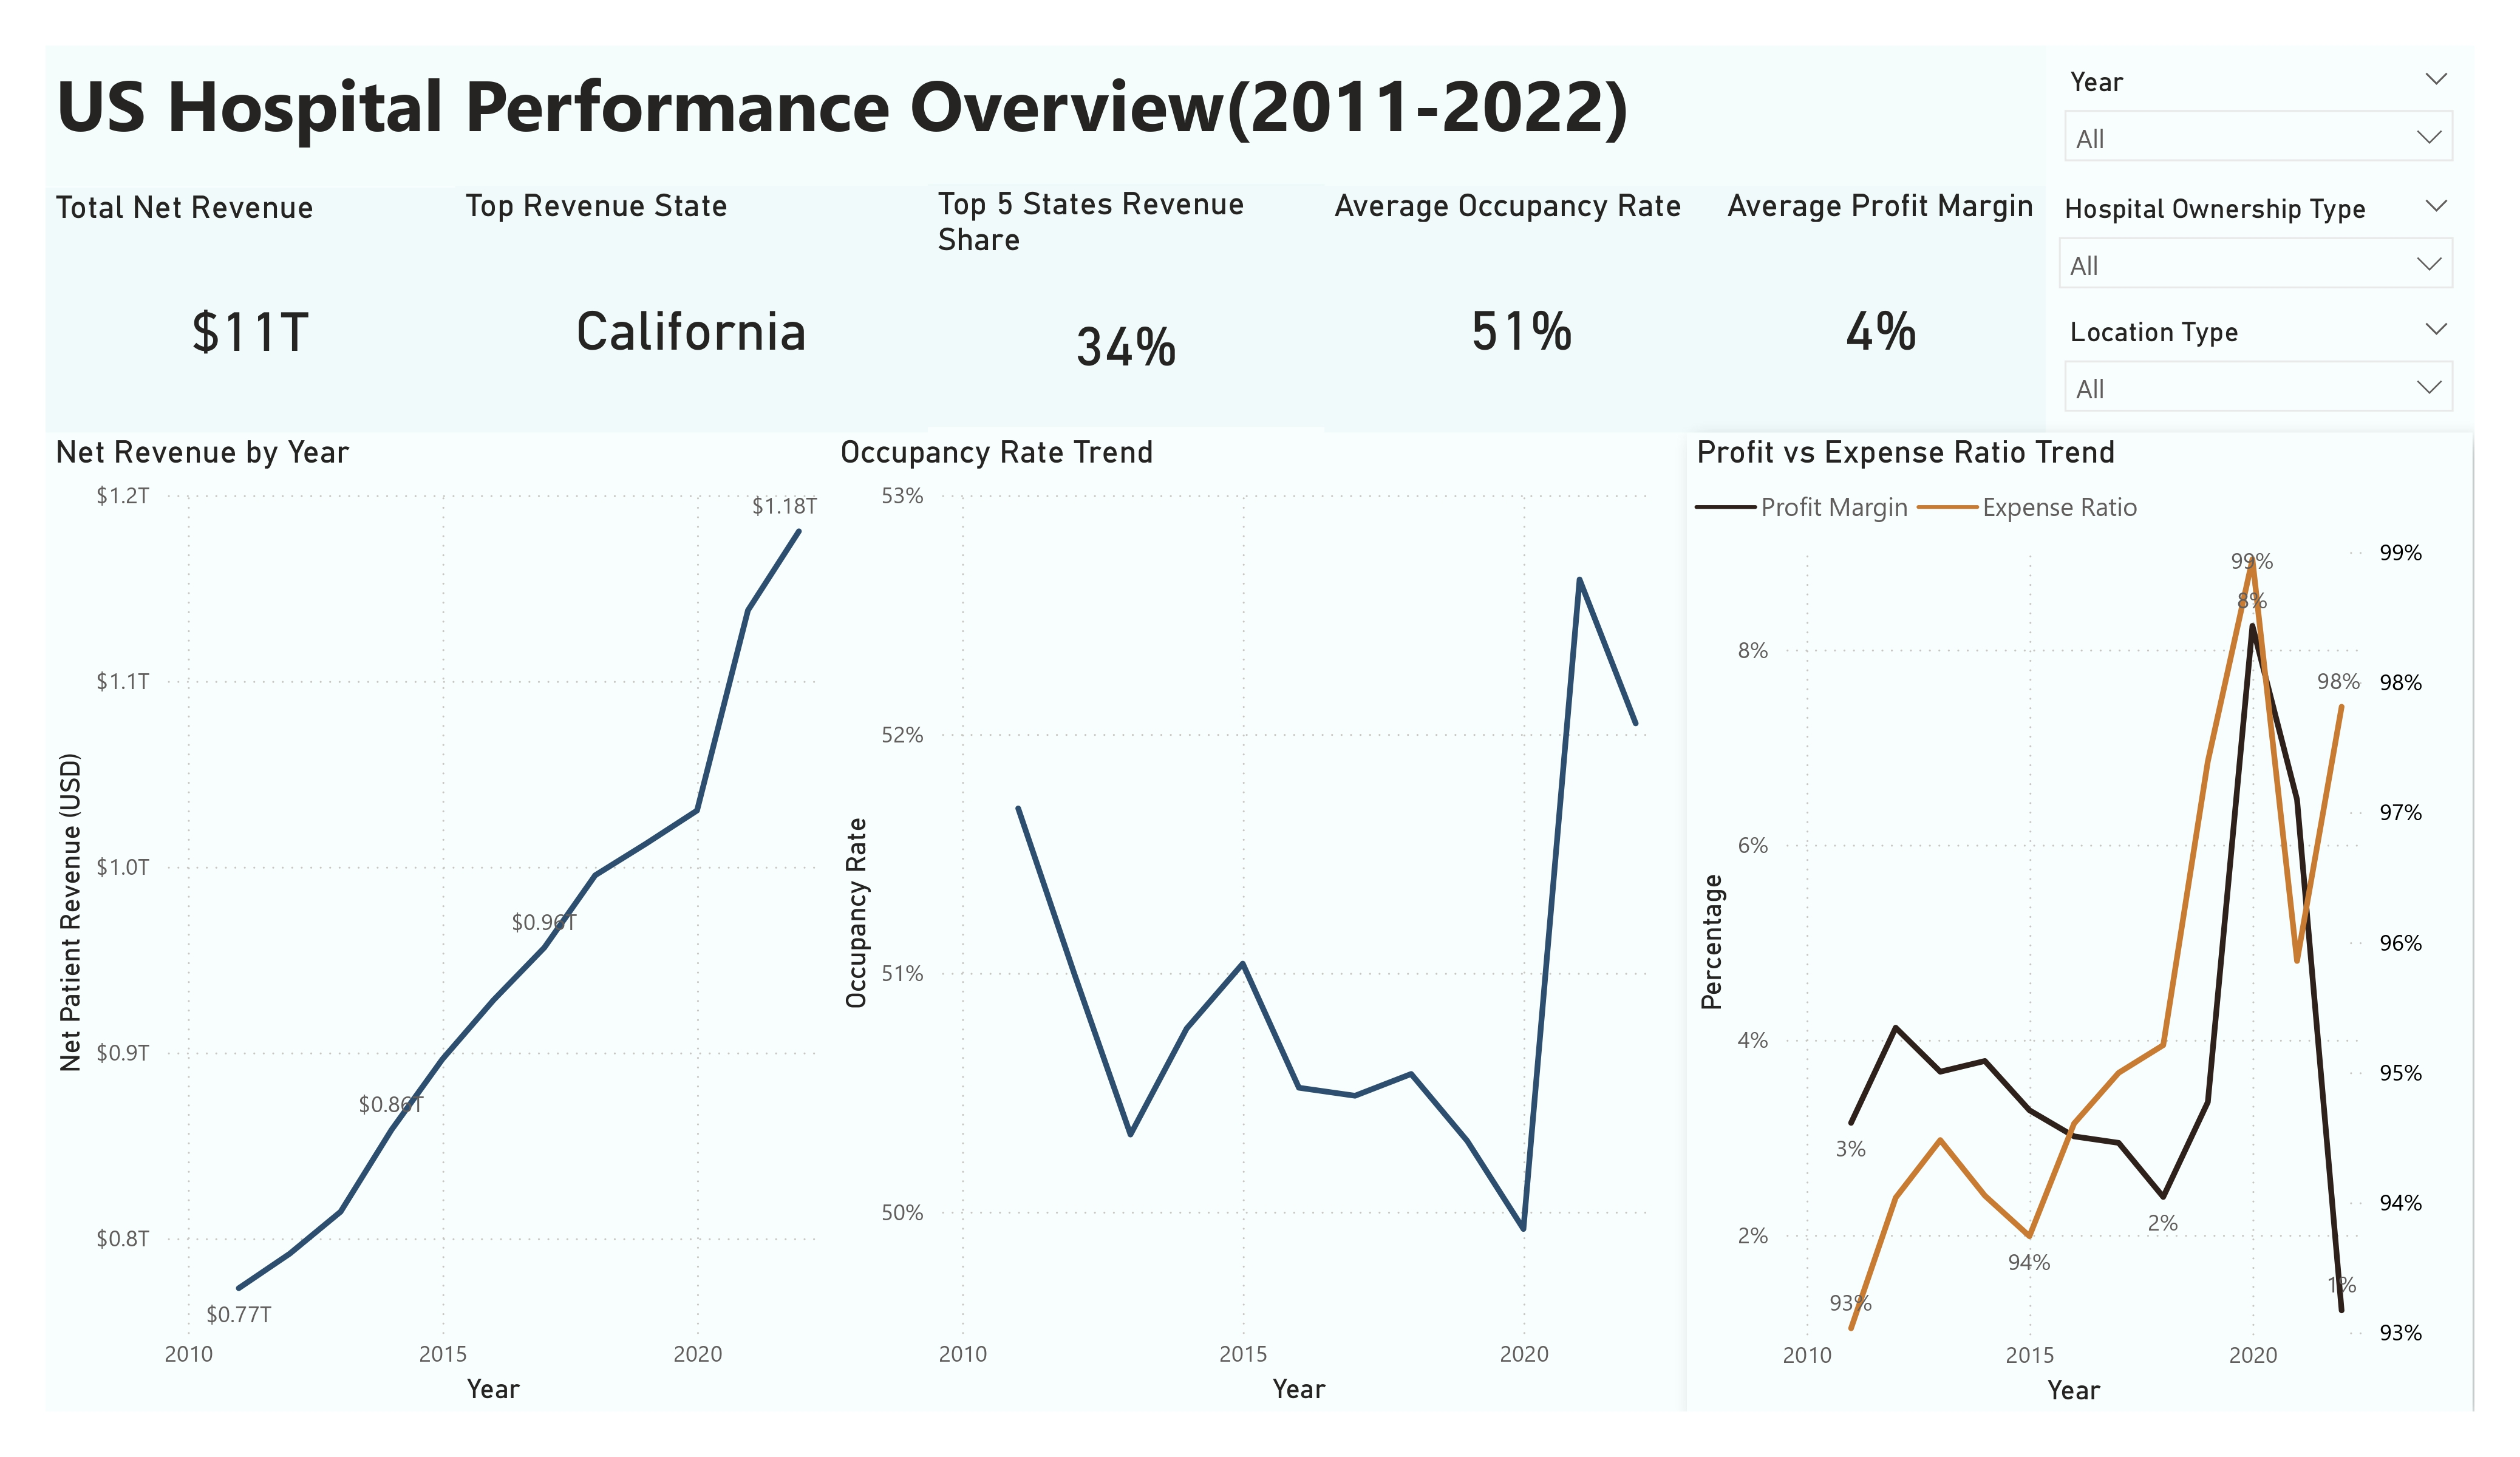 US Hospital Performance Overview(2011-2022)
Year
All
Hospital Ownership Type
All
Location Type
All
Total Net Revenue
$11T
Top Revenue State
California
Top 5 States Revenue
Share
34%
Average Occupancy Rate
51%
Average Profit Margin
4%
Net Revenue by Year
Net Patient Revenue (USD)
$1.2T
$1.1T
$1.0T
$0.9T
$0.8T
$1.18T
$0.96T
$0.86T
$0.77T
2010
2015
2020
Year
Occupancy Rate Trend
Occupancy Rate
53%
52%
51%
50%
2010
2015
2020
Year
Profit vs Expense Ratio Trend
Profit Margin
Expense Ratio
Percentage
8%
6%
4%
2%
99%
8%
98%
3%
2%
94%
93%
1%
99%
98%
97%
96%
95%
94%
93%
2010
2015
2020
Year